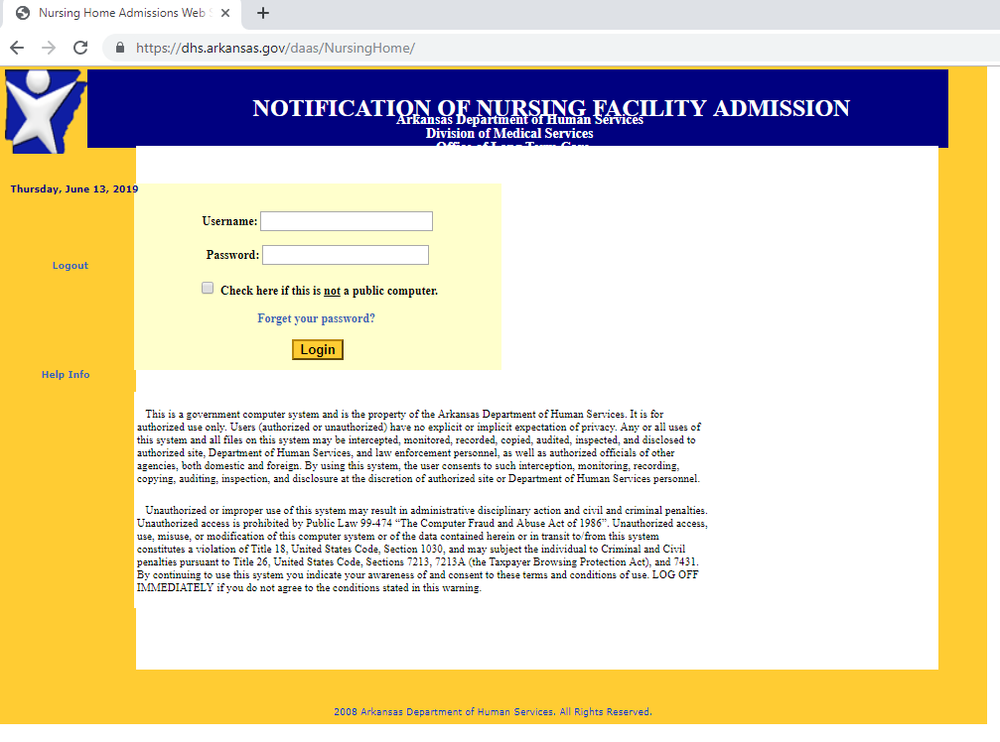 Nursing Home Admissions Web S
https://dhs.arkansas.gov/daas/NursingHome/
NOTIFICATION OF NURSING FACILITY ADMISSION
Arkansas Department of Human Services
Division of Medical Services
Office of Long Term Care
Thursday, June 13, 2019
Username:
Password:
Logout
Check here if this is not a public computer.
Forget your password?
Login
Help Info
This is a government computer system and is the property of the Arkansas Department of Human Services. It is for
authorized use only. Users (authorized or unauthorized) have no explicit or implicit expectation of privacy. Any or all uses of
this system and all files on this system may be intercepted, monitored, recorded, copied, audited, inspected, and disclosed to
authorized site, Department of Human Services, and law enforcement personnel, as well as authorized officials of other
agencies, both domestic and foreign. By using this system, the user consents to such interception, monitoring, recording,
copying, auditing, inspection, and disclosure at the discretion of authorized site or Department of Human Services personnel.
Unauthorized or improper use of this system may result in administrative disciplinary action and civil and criminal penalties.
Unauthorized access is prohibited by Public Law 99-474 “The Computer Fraud and Abuse Act of 1986”. Unauthorized access,
use, misuse, or modification of this computer system or of the data contained herein or in transit to/from this system
constitutes a violation of Title 18, United States Code, Section 1030, and may subject the individual to Criminal and Civil
penalties pursuant to Title 26, United States Code, Sections 7213, 7213A (the Taxpayer Browsing Protection Act), and 7431.
By continuing to use this system you indicate your awareness of and consent to these terms and conditions of use. LOG OFF
IMMEDIATELY if you do not agree to the conditions stated in this warning.
2008 Arkansas Department of Human Services. All Rights Reserved.